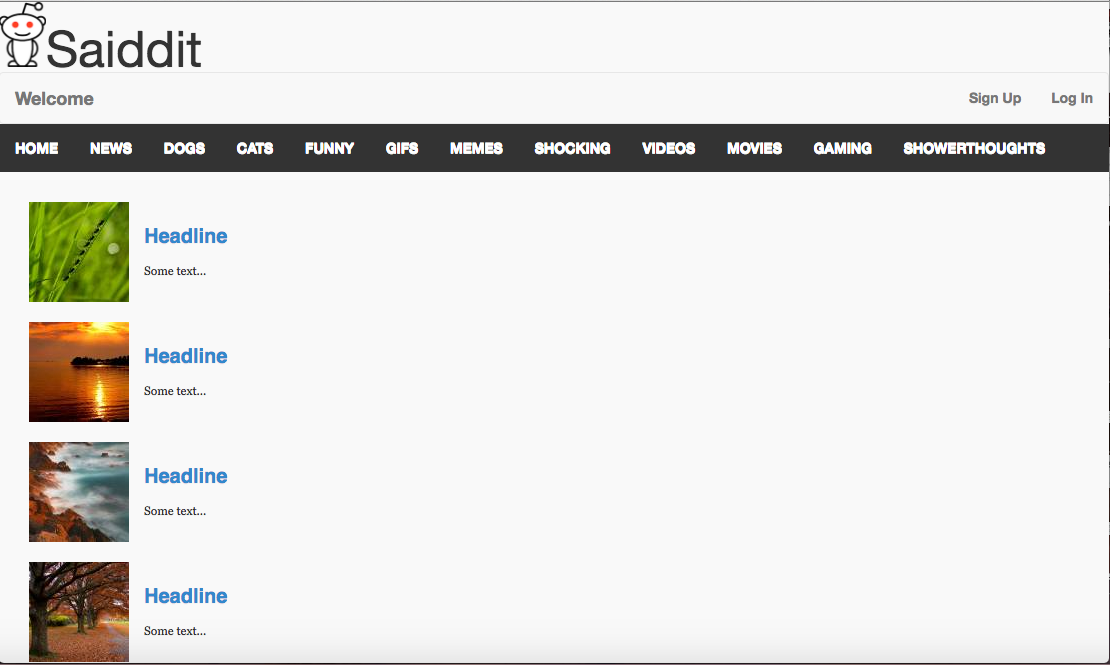 Saiddit
Welcome Sign Up Log In
HOME NEWS DOGS CATS FUNNY GIFS MEMES SHOCKING VIDEOS MOVIES GAMING SHOWERTHOUGHTS
Headline
Some text...
Headline
Some text...
Headline
Some text...
Headline
Some text...